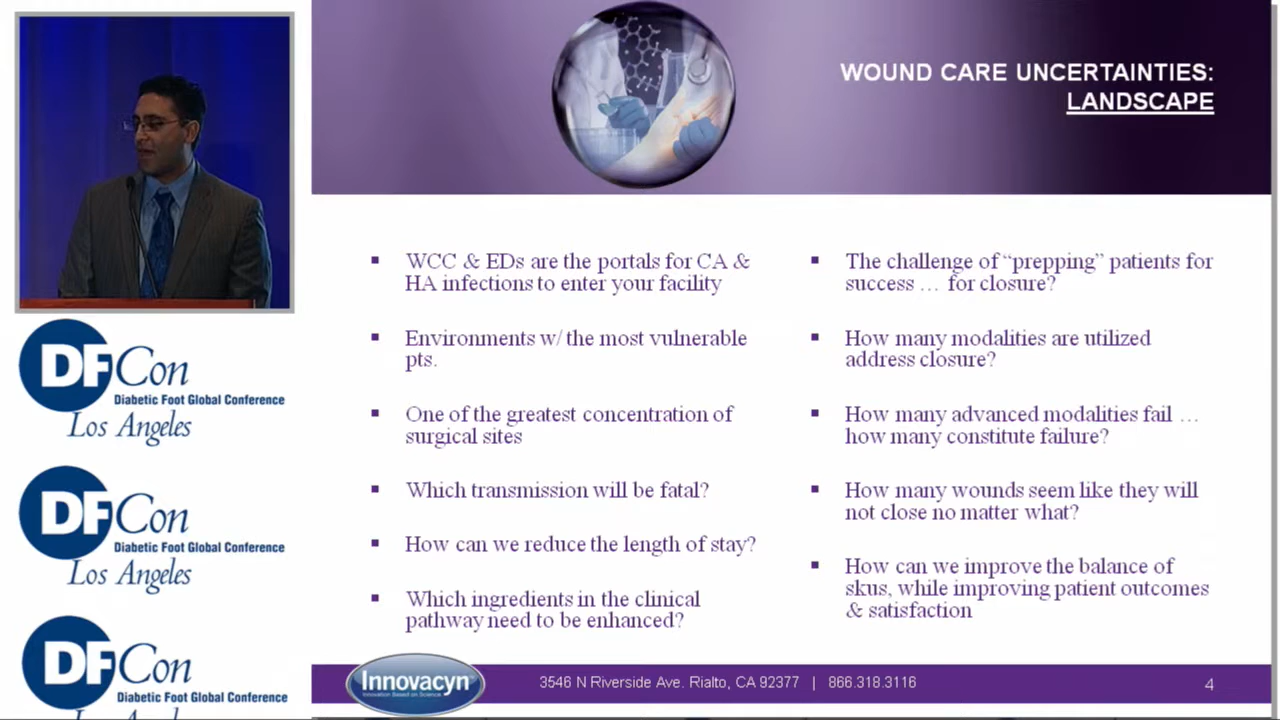 WOUND CARE UNCERTAINTIES:
LANDSCAPE
WCC & EDs are the portals for CA &
HA infections to enter your facility
Environments w/ the most vulnerable
pts.
One of the greatest concentration of
surgical sites
Which transmission will be fatal?
How can we reduce the length of stay?
Which ingredients in the clinical
pathway need to be enhanced?
The challenge of “prepping” patients for
success … for closure?
How many modalities are utilized
address closure?
How many advanced modalities fail …
how many constitute failure?
How many wounds seem like they will
not close no matter what?
How can we improve the balance of
skus, while improving patient outcomes
& satisfaction
DFCon
Diabetic Foot Global Conference
Los Angeles
DFCon
Diabetic Foot Global Conference
Los Angeles
DFCon
Diabetic Foot Global Conference
Los Angeles
Innovacyn
Innovation Based on Science
3546 N Riverside Ave. Rialto, CA 92377 | 866.318.3116
4